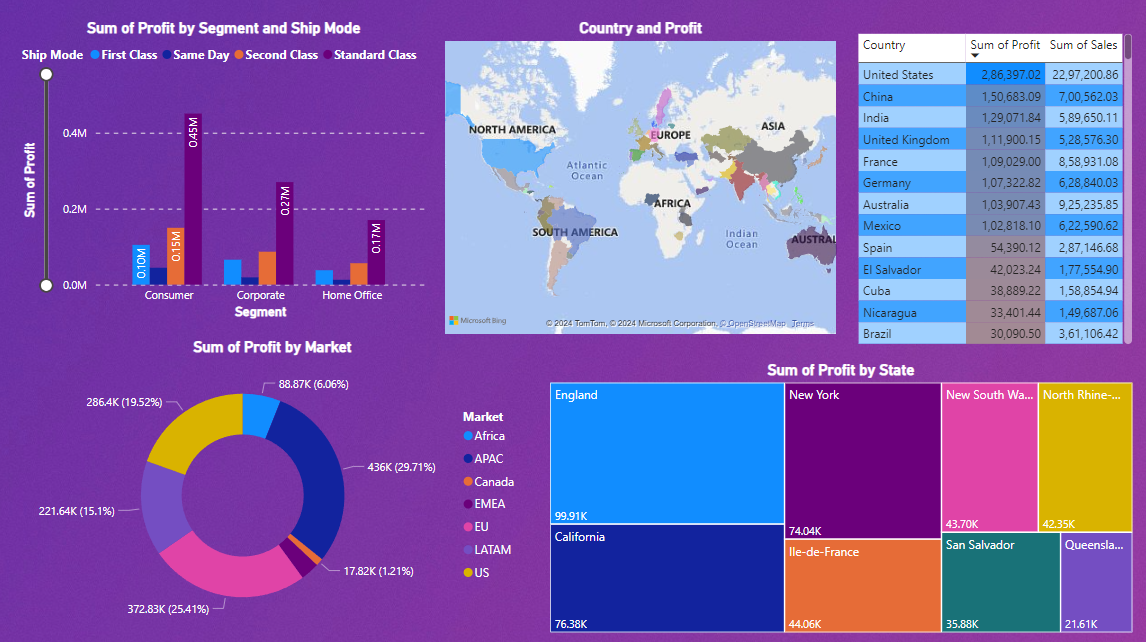 Sum of Profit by Segment and Ship Mode
Ship Mode First Class Same Day Second Class Standard Class
Sum of Profit
0.4M
0.2M
0.0M
0.10M
0.15M
0.45M
0.27M
0.17M
Consumer Corporate Home Office
Segment
Country and Profit
NORTH AMERICA
EUROPE
ASIA
Atlantic
Ocean
AFRICA
SOUTH AMERICA
Indian
Ocean
AUSTRAL
Microsoft Bing
© 2024 TomTom, © 2024 Microsoft Corporation, © OpenStreetMap Terms
Country Sum of Profit Sum of Sales
United States 2,86,397.02 22,97,200.86
China 1,50,683.09 7,00,562.03
India 1,29,071.84 5,89,650.11
United Kingdom 1,11,900.15 5,28,576.30
France 1,09,029.00 8,58,931.08
Germany 1,07,322.82 6,28,840.03
Australia 1,03,907.43 9,25,235.85
Mexico 1,02,818.10 6,22,590.62
Spain 54,390.12 2,87,146.68
El Salvador 42,023.24 1,77,554.90
Cuba 38,889.22 1,58,854.94
Nicaragua 33,401.44 1,49,687.06
Brazil 30,090.50 3,61,106.42
Sum of Profit by Market
88.87K (6.06%)
286.4K (19.52%)
436K (29.71%)
221.64K (15.1%)
17.82K (1.21%)
372.83K (25.41%)
Market
Africa
APAC
Canada
EMEA
EU
LATAM
US
Sum of Profit by State
England
99.91K
California
76.38K
New York
74.04K
Ile-de-France
44.06K
New South Wa...
43.70K
North Rhine-...
42.35K
San Salvador
35.88K
Queensla...
21.61K